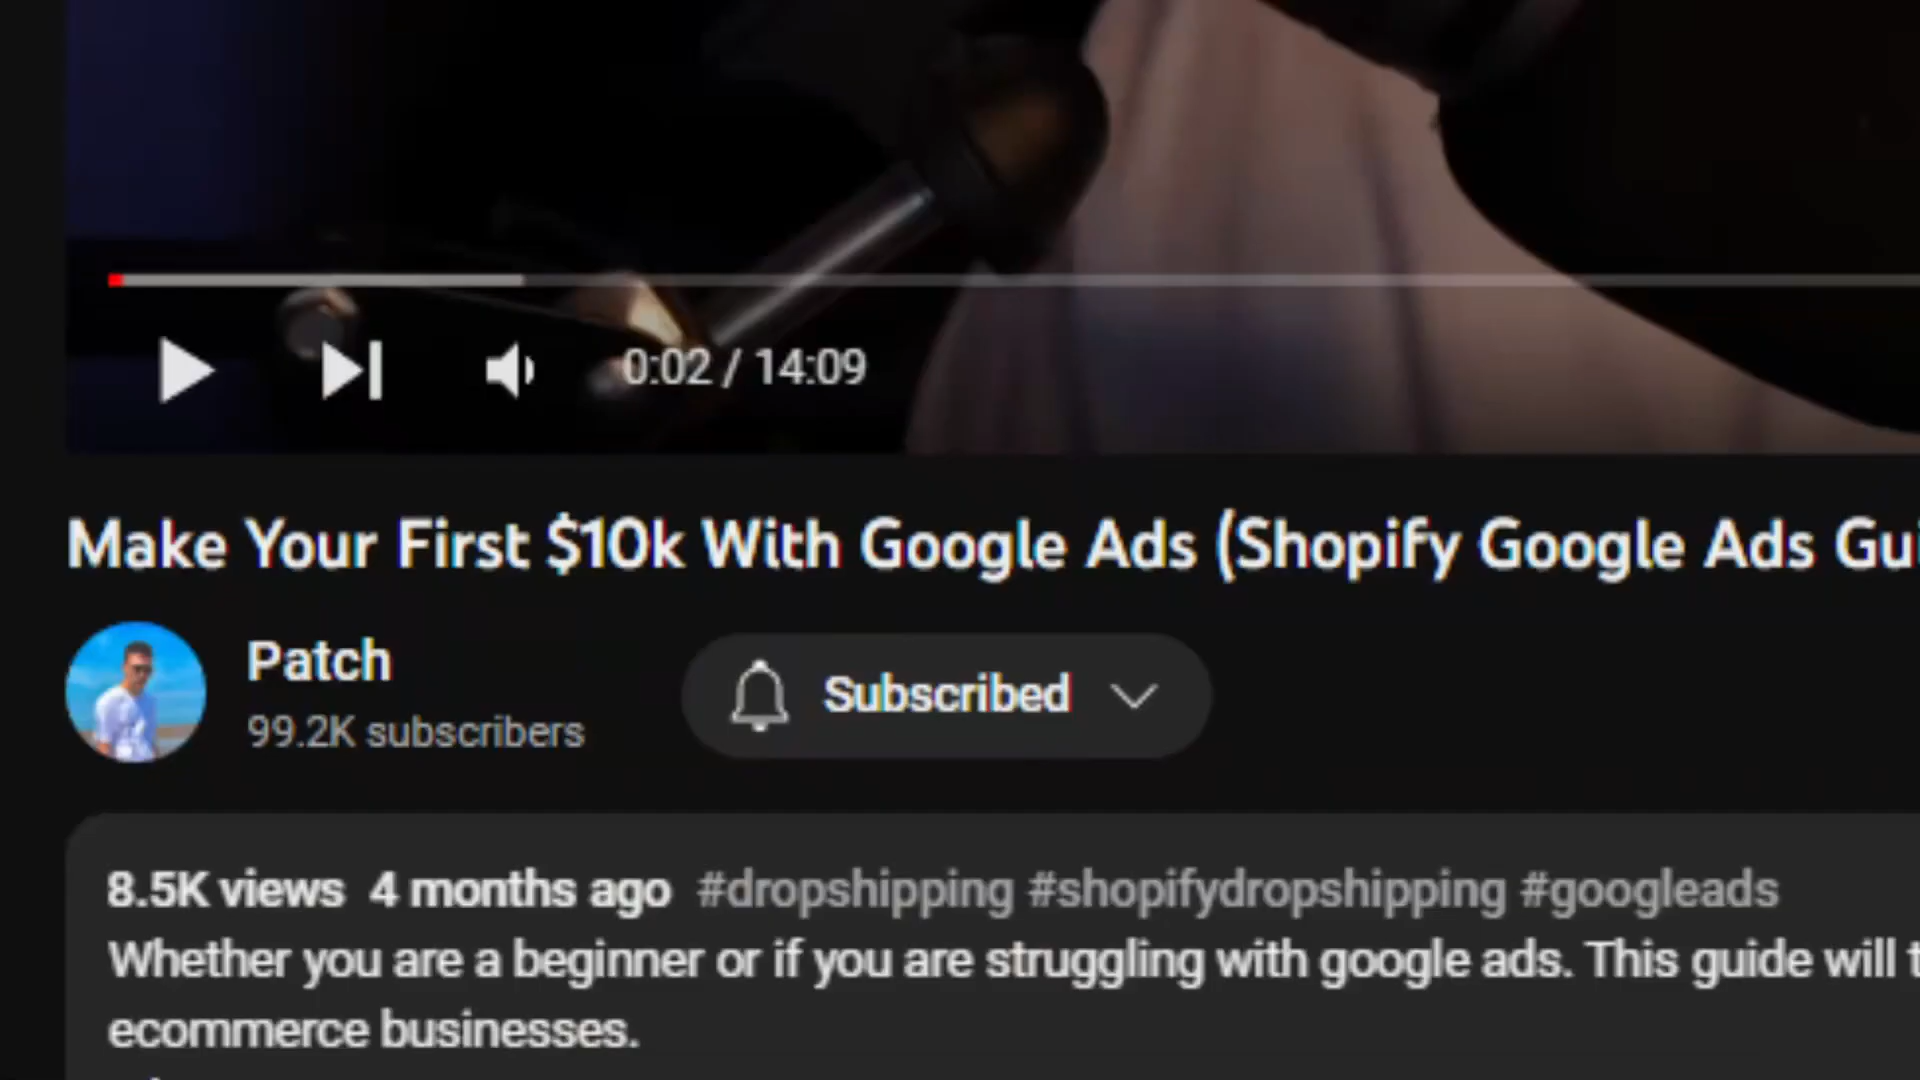 0:02 / 14:09
Make Your First $10k With Google Ads (Shopify Google Ads
Patch
99.2K subscribers
Subscribed
8.5K views 4 months ago #dropshipping #shopifydropshipping #googleads
Whether you are a beginner or if you are struggling with google ads. This guide will
ecommerce businesses.